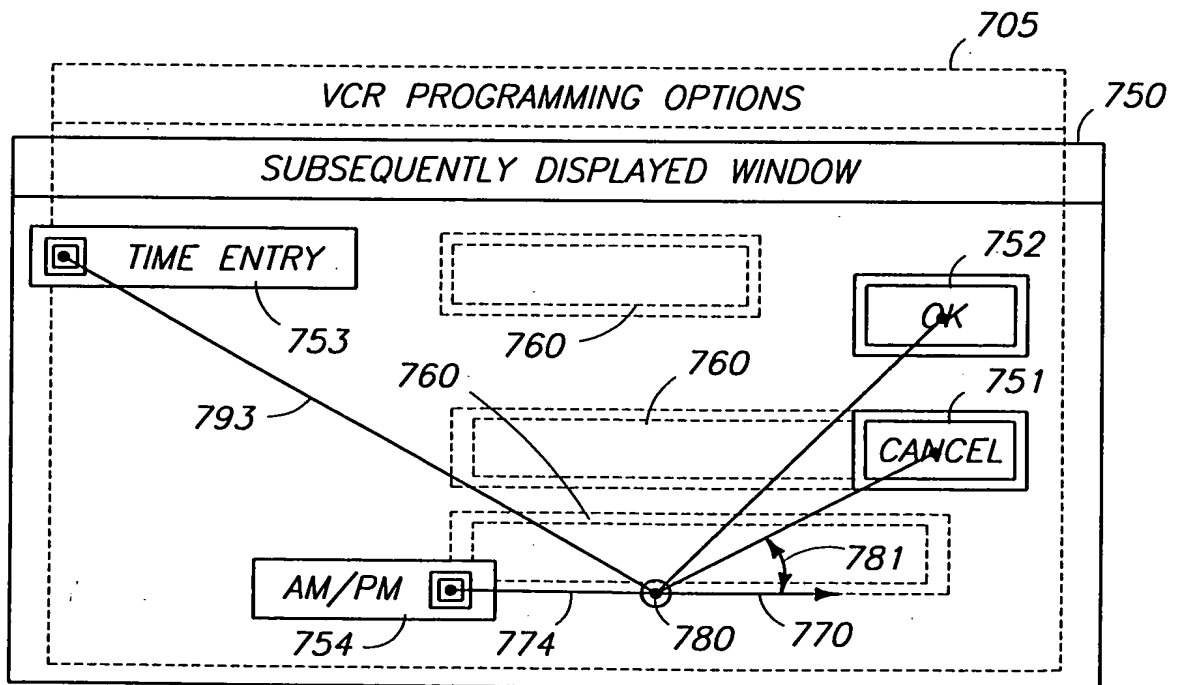 705
VCR PROGRAMMING OPTIONS
750
SUBSEQUENTLY DISPLAYED WINDOW
TIME ENTRY
752
OK
753
760
760
760
751
793
CANCEL
781
AM/PM
754
774
780
770